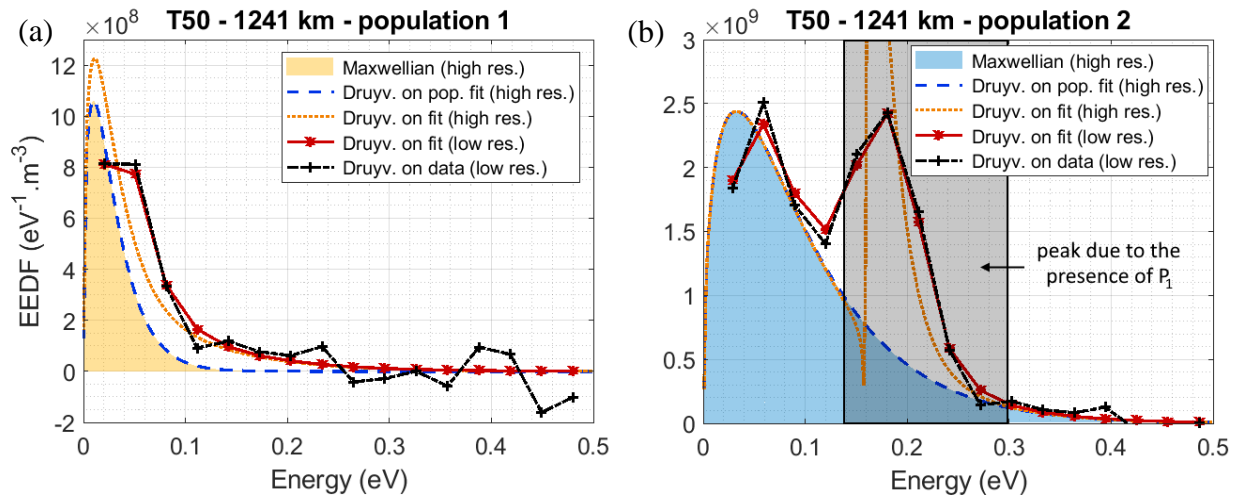 (a)
T50 - 1241 km - population 1
×10⁸
12
10
8
6
4
2
0
-2
EEDF (eV⁻¹.m⁻³)
0
0.1
0.2
0.3
0.4
0.5
Energy (eV)
Maxwellian (high res.)
Druyv. on pop. fit (high res.)
Druyv. on fit (high res.)
Druyv. on fit (low res.)
Druyv. on data (low res.)
(b)
T50 - 1241 km - population 2
×10⁹
3
2.5
2
1.5
1
0.5
0
0
0.1
0.2
0.3
0.4
0.5
Energy (eV)
Maxwellian (high res.)
Druyv. on pop. fit (high res.)
Druyv. on fit (high res.)
Druyv. on fit (low res.)
Druyv. on data (low res.)
peak due to the
presence of P₁